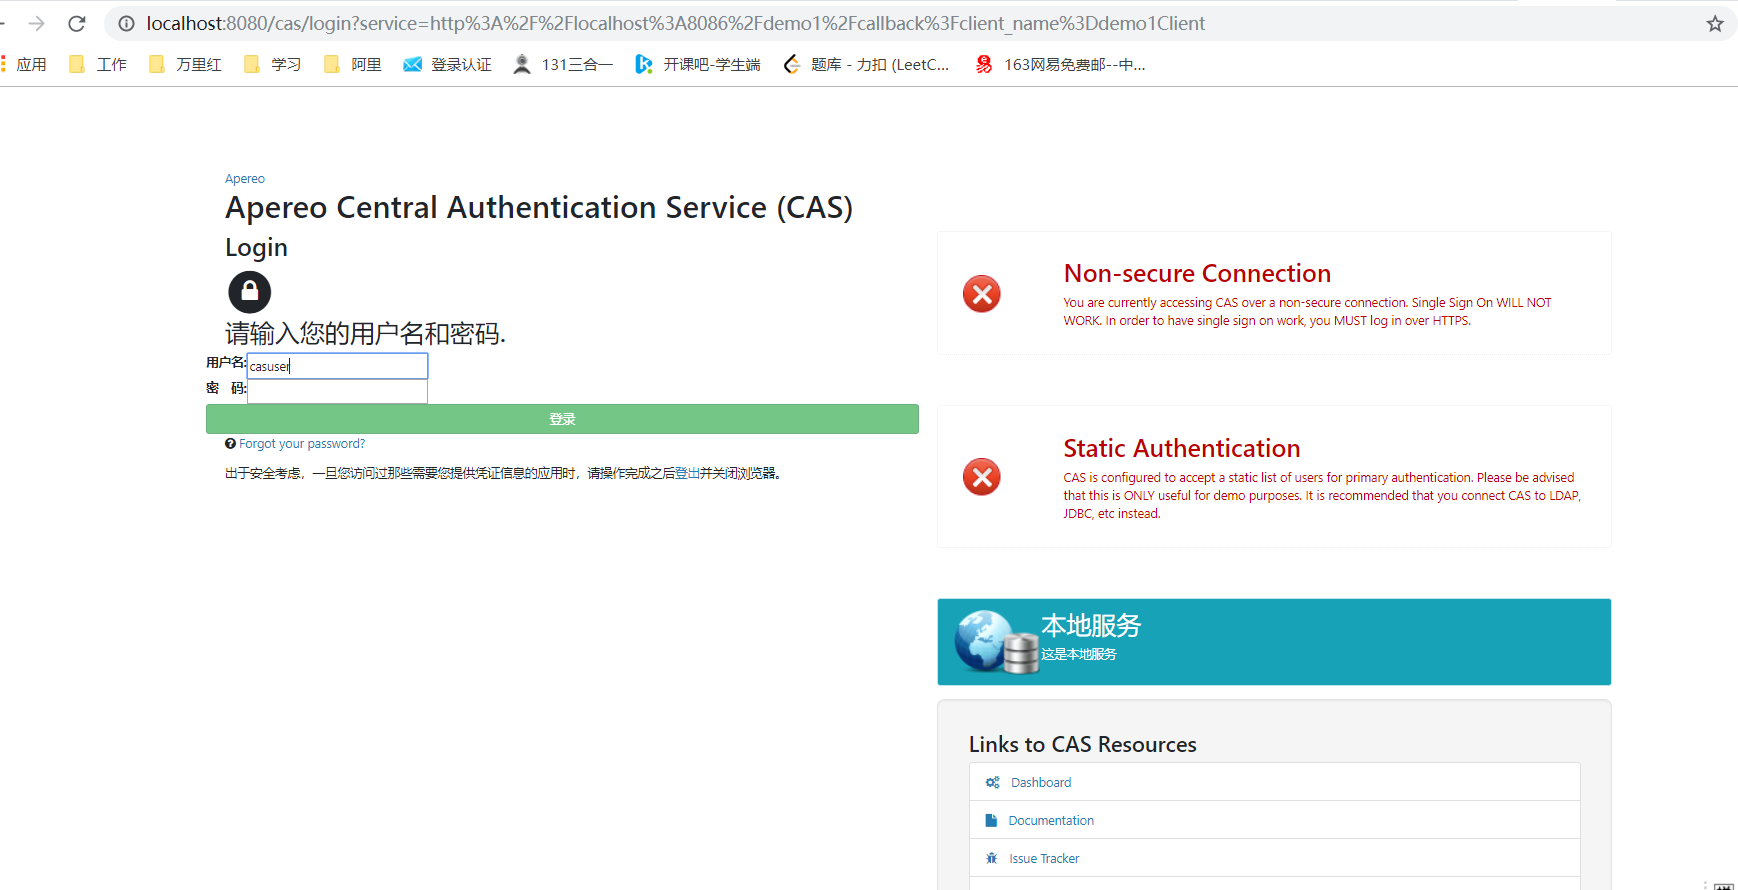 localhost:8080/cas/login?service=http%3A%2F%2Flocalhost%3A8086%2Fdemo1%2Fcallback%3Fclient_name%3Ddemo1Client
应用 工作 万里红 学习 阿里 登录认证 131三合一 开课吧-学生端 题库 - 力扣 (LeetC... 163网易免费邮--中...
Apereo
Apereo Central Authentication Service (CAS)
Login
请输入您的用户名和密码.
用户名: casuser
密 码:
登录
Forgot your password?
出于安全考虑，一旦您访问过那些需要您提供凭证信息的应用时，请操作完成之后登出并关闭浏览器。
Non-secure Connection
You are currently accessing CAS over a non-secure connection. Single Sign On WILL NOT
WORK. In order to have single sign on work, you MUST log in over HTTPS.
Static Authentication
CAS is configured to accept a static list of users for primary authentication. Please be advised
that this is ONLY useful for demo purposes. It is recommended that you connect CAS to LDAP,
JDBC, etc instead.
本地服务
这是本地服务
Links to CAS Resources
Dashboard
Documentation
Issue Tracker